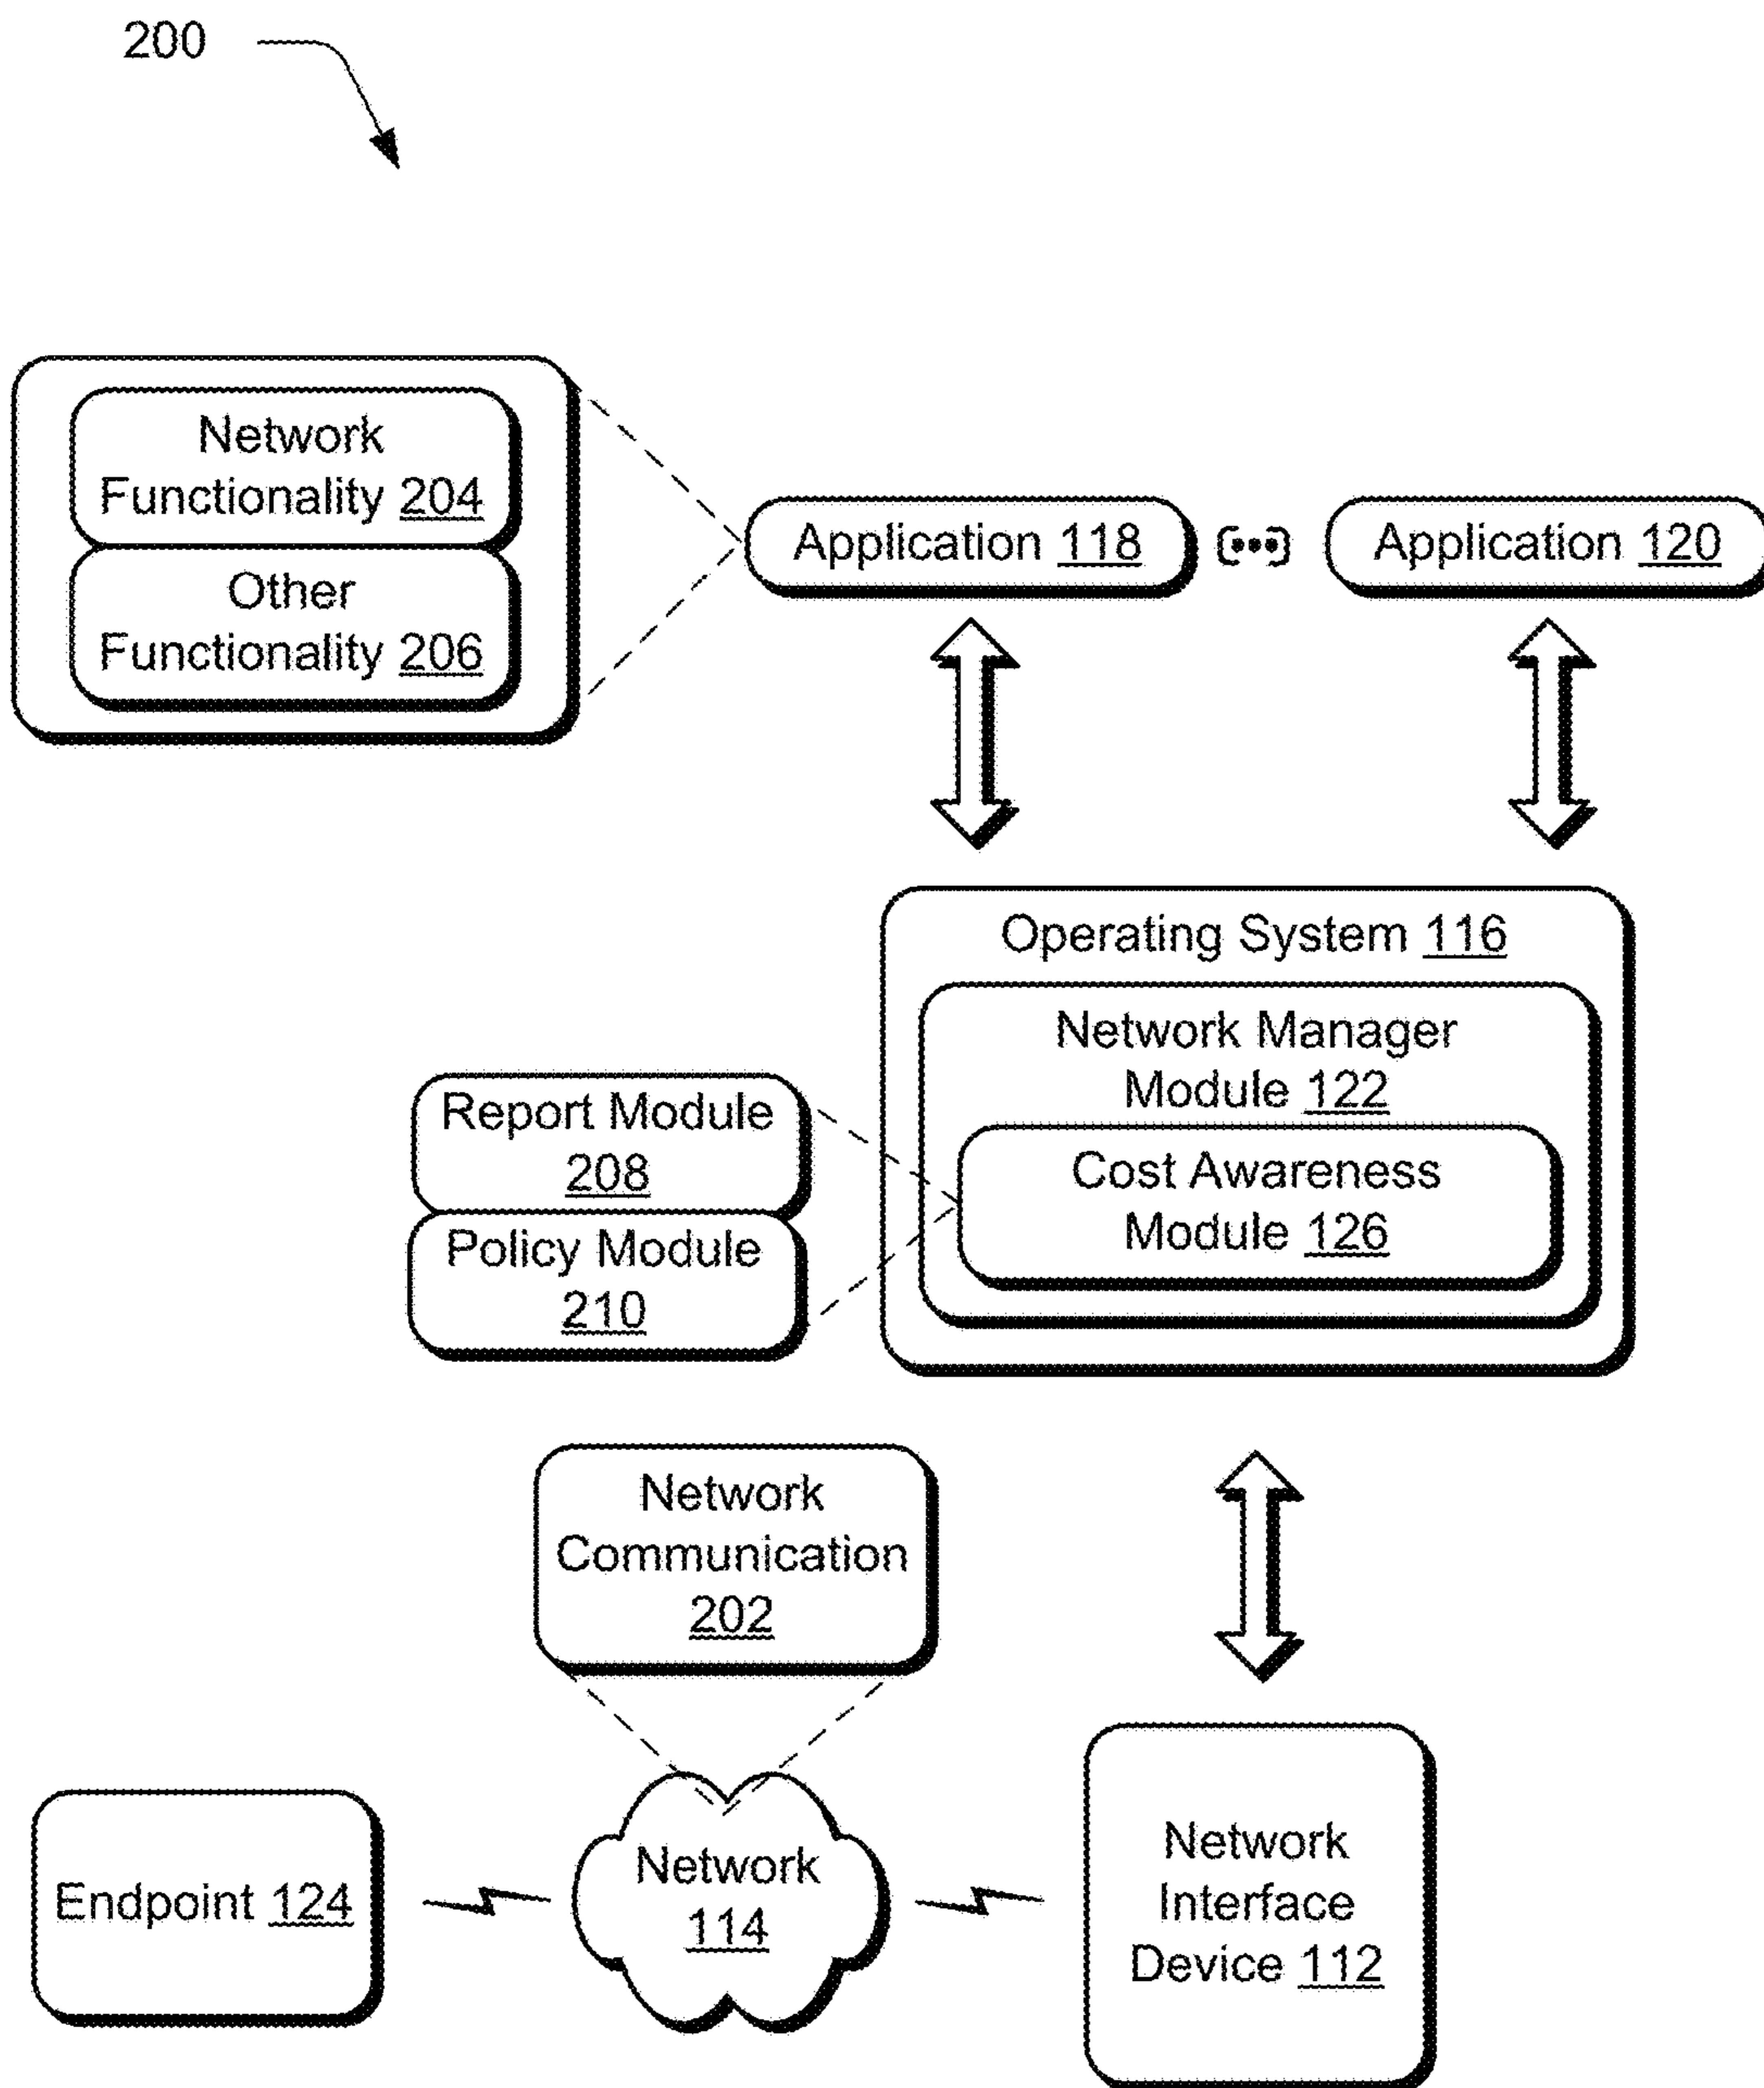 200
Network
Functionality 204
Other
Functionality 206
Application 118
Application 120
Operating System 116
Network Manager
Module 122
Cost Awareness
Module 126
Report Module
208
Policy Module
210
Network
Communication
202
Endpoint 124
Network
114
Network
Interface
Device 112